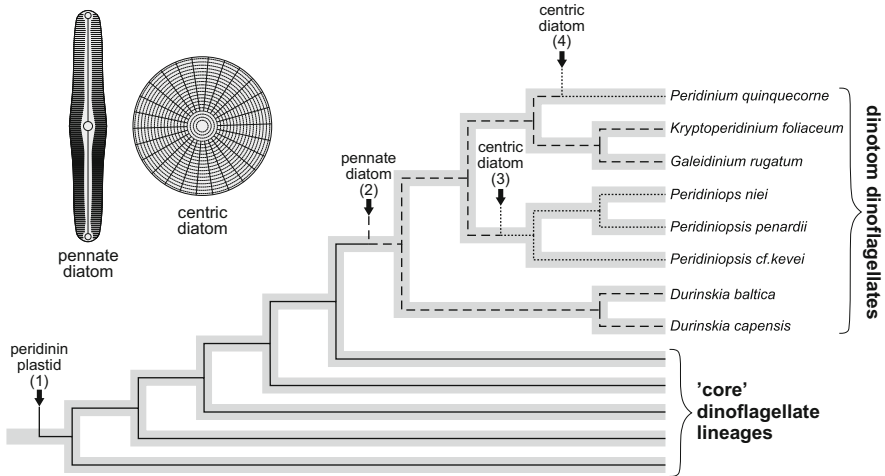 centric
diatom
(4)
pennate
diatom
centric
diatom
pennate
diatom
(2)
centric
diatom
(3)
peridinin
plastid
(1)
Peridinium quinquecorne
Kryptoperidinium foliaceum
Galeidinium rugatum
Peridiniops niei
Peridiniopsis penardii
Peridiniopsis cf.kevei
Durinskia baltica
Durinskia capensis
dinotom dinoflagellates
’core’
dinoflagellate
lineages